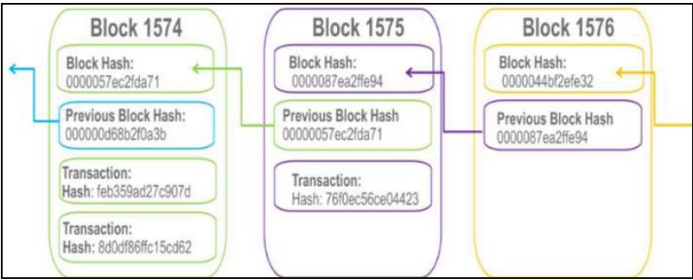 Block 1574
Block Hash:
0000057ec2fda71
Previous Block Hash:
000000d68b2f0a3b
Transaction:
Hash: feb359ad27c907d
Transaction:
Hash: 8d0df86ffc15cd62
Block 1575
Block Hash:
0000087ea2ffe94
Previous Block Hash
00000057ec2fda71
Transaction:
Hash: 76f0ec56ce04423
Block 1576
Block Hash:
0000044bf2efe32
Previous Block Hash
0000087ea2ffe94